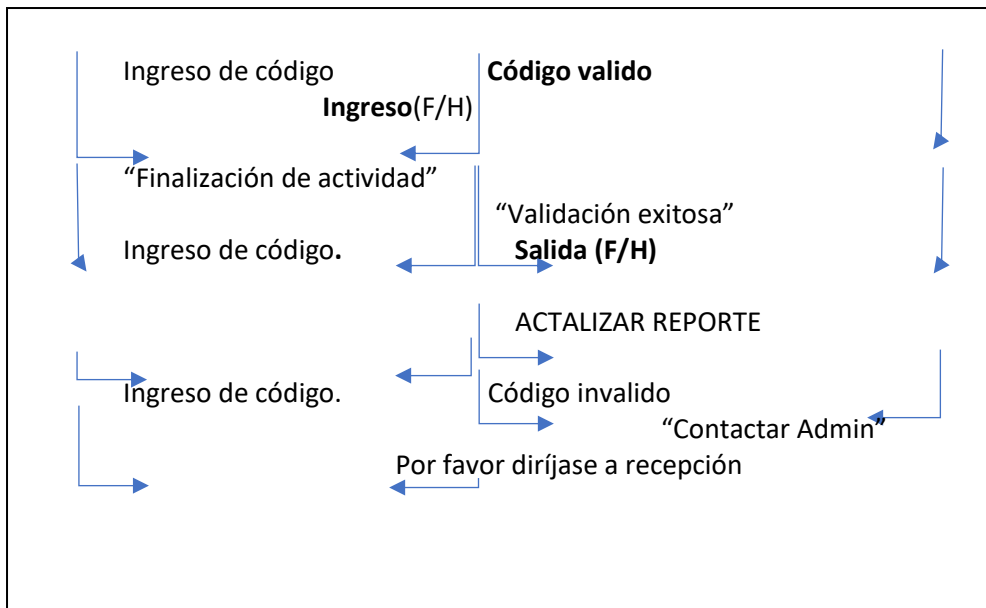 Ingreso de código Código valido
Ingreso(F/H)
“Finalización de actividad”
“Validación exitosa”
Ingreso de código. Salida (F/H)
ACTALIZAR REPORTE
Ingreso de código. Código invalido
“Contactar Admin”
Por favor diríjase a recepción